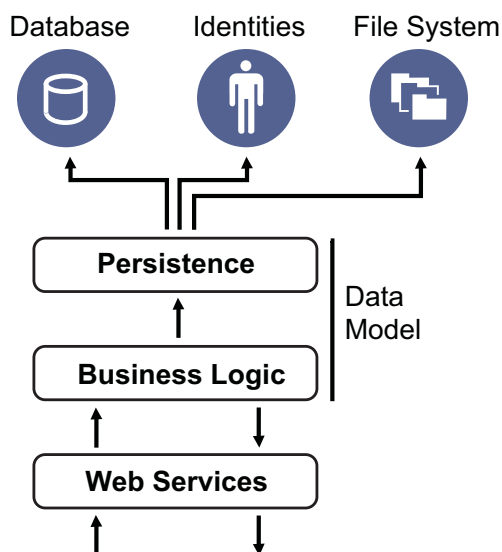 Database Identities File System
Persistence
Data
Model
Business Logic
Web Services